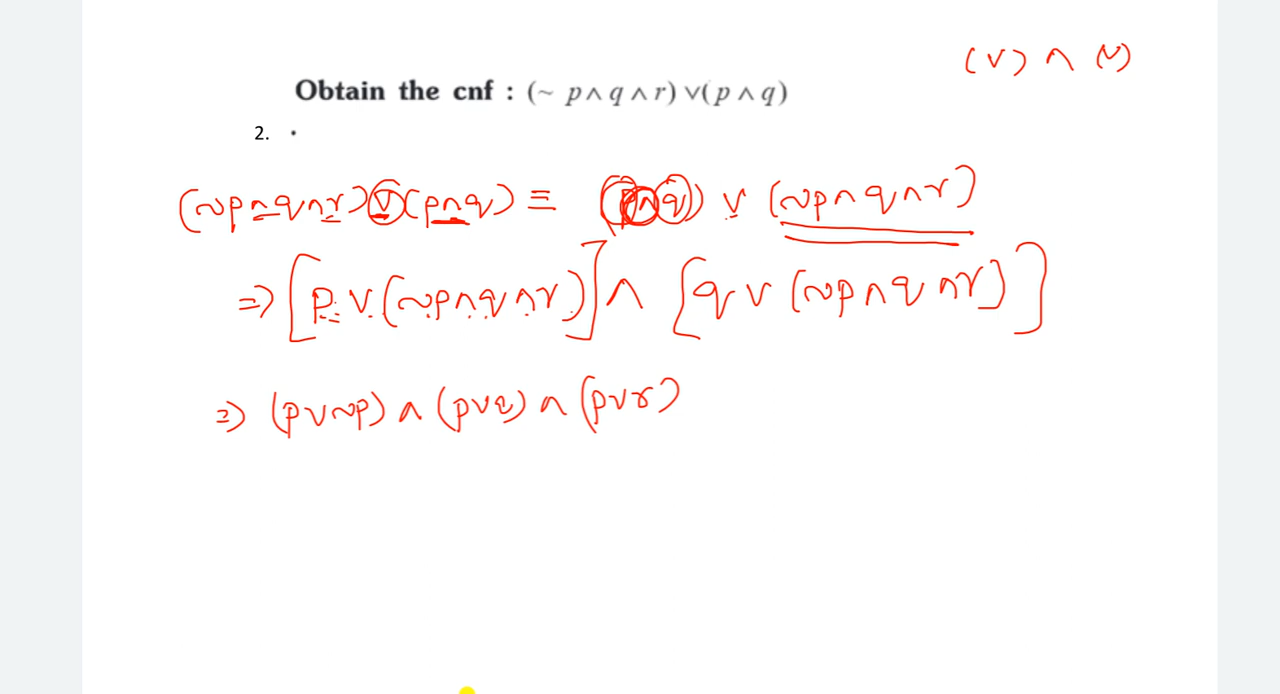 (∨) ∧ (∨)
Obtain the cnf : (~ p∧q∧r)∨(p∧q)
2. •
(~p∧q∧r)∨(p∧q) ≡ (p∧q) ∨ (~p∧q∧r)
⇒ [p∨(~p∧q∧r)] ∧ [q∨(~p∧q∧r)]
⇒ (p∨~p)∧(p∨q)∧(p∨r)